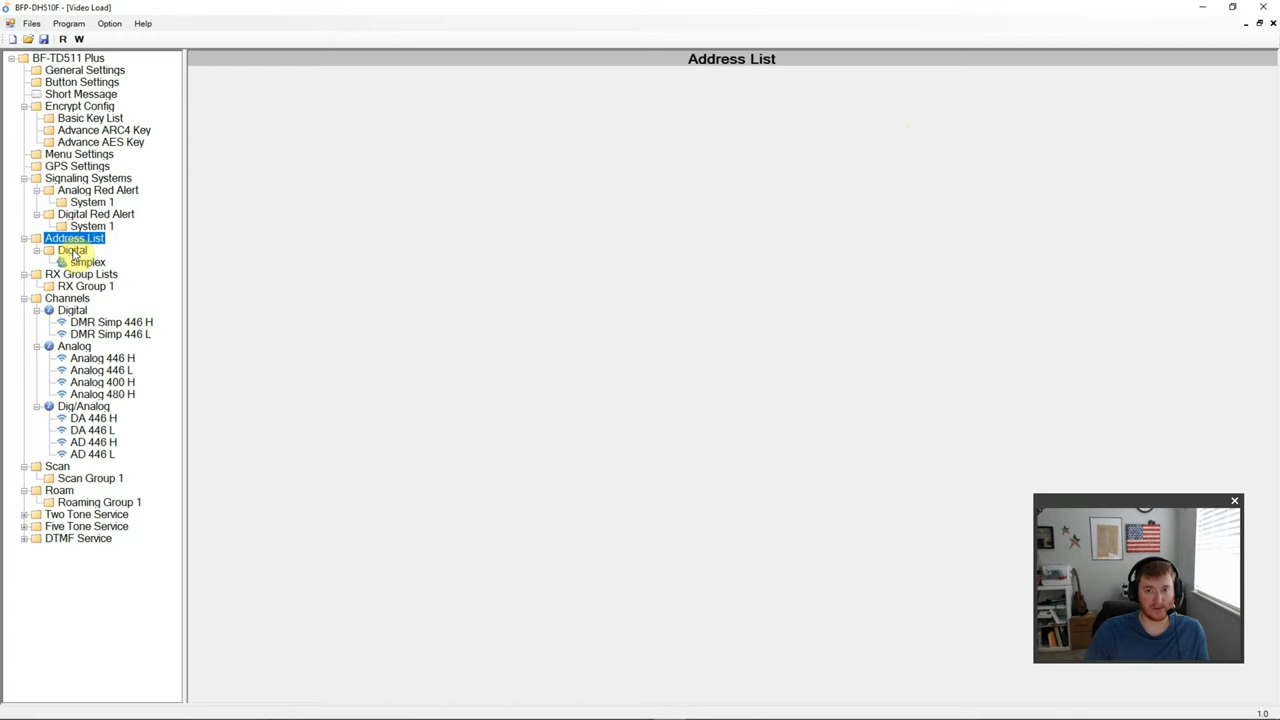 BFP-DH510F - [Video Load]
Files Program Option Help
R W
BF-TD511 Plus
General Settings
Button Settings
Short Message
Encrypt Config
Basic Key List
Advance ARC4 Key
Advance AES Key
Menu Settings
GPS Settings
Signaling Systems
Analog Red Alert
System 1
Digital Red Alert
System 1
Address List
Digital
simplex
RX Group Lists
RX Group 1
Channels
Digital
DMR Simp 446 H
DMR Simp 446 L
Analog
Analog 446 H
Analog 446 L
Analog 400 H
Analog 480 H
Dig/Analog
DA 446 H
DA 446 L
AD 446 H
AD 446 L
Scan
Scan Group 1
Roam
Roaming Group 1
Two Tone Service
Five Tone Service
DTMF Service
Address List
1.0